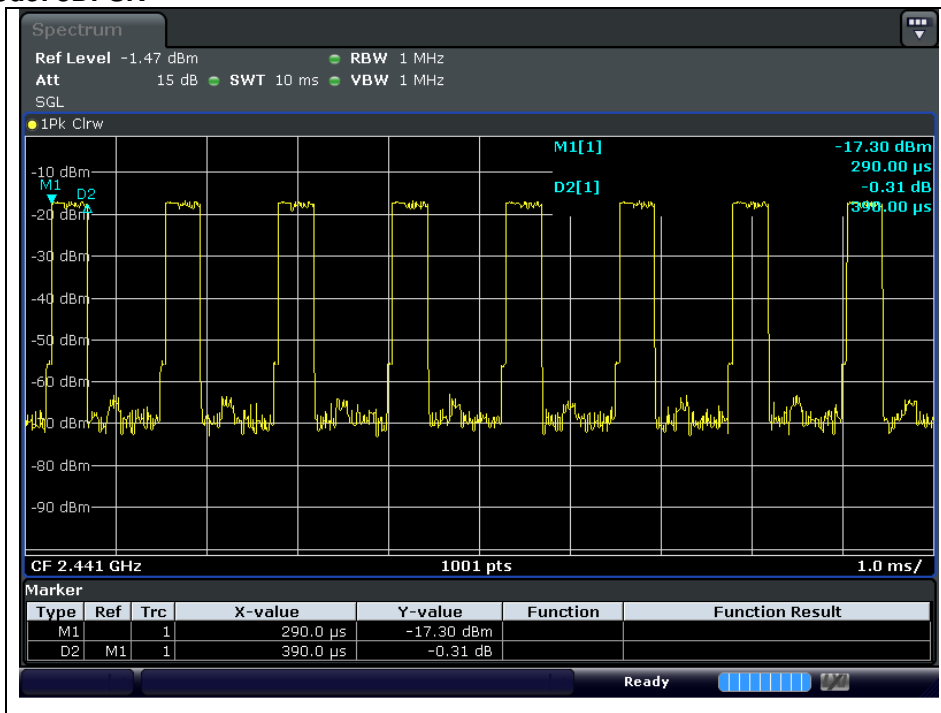 Spectrum
Ref Level -1.47 dBm RBW 1 MHz
Att 15 dB SWT 10 ms VBW 1 MHz
SGL
1Pk Clrw
M1[1] -17.30 dBm
290.00 µs
D2[1] -0.31 dB
390.00 µs
-10 dBm
M1
D2
-20 dBm
-30 dBm
-40 dBm
-50 dBm
-60 dBm
-70 dBm
-80 dBm
-90 dBm
CF 2.441 GHz 1001 pts 1.0 ms/
Marker
Type Ref Trc X-value Y-value Function Function Result
M1 1 290.0 µs -17.30 dBm
D2 M1 1 390.0 µs -0.31 dB
Ready